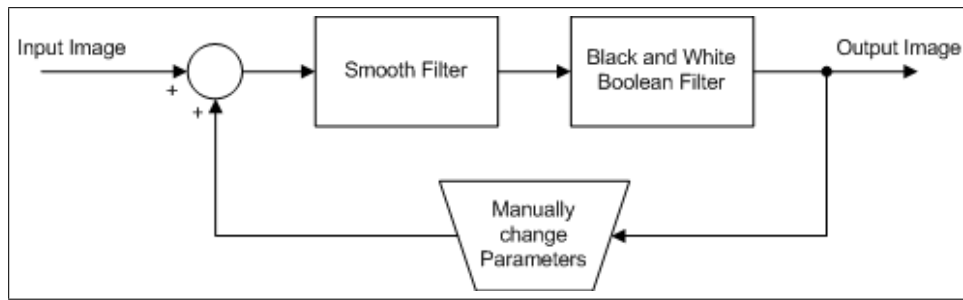 Input Image
+
+
Smooth Filter
Black and White
Boolean Filter
Output Image
Manually
change
Parameters